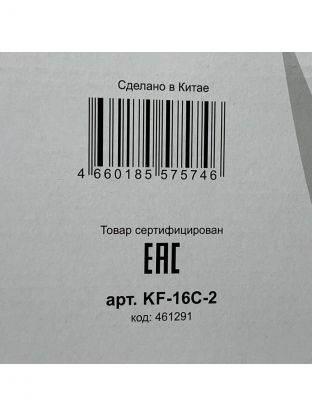 Сделано в Китае
4 660185 575746
Товар сертифицирован
EAC
арт. KF-16C-2
код: 461291